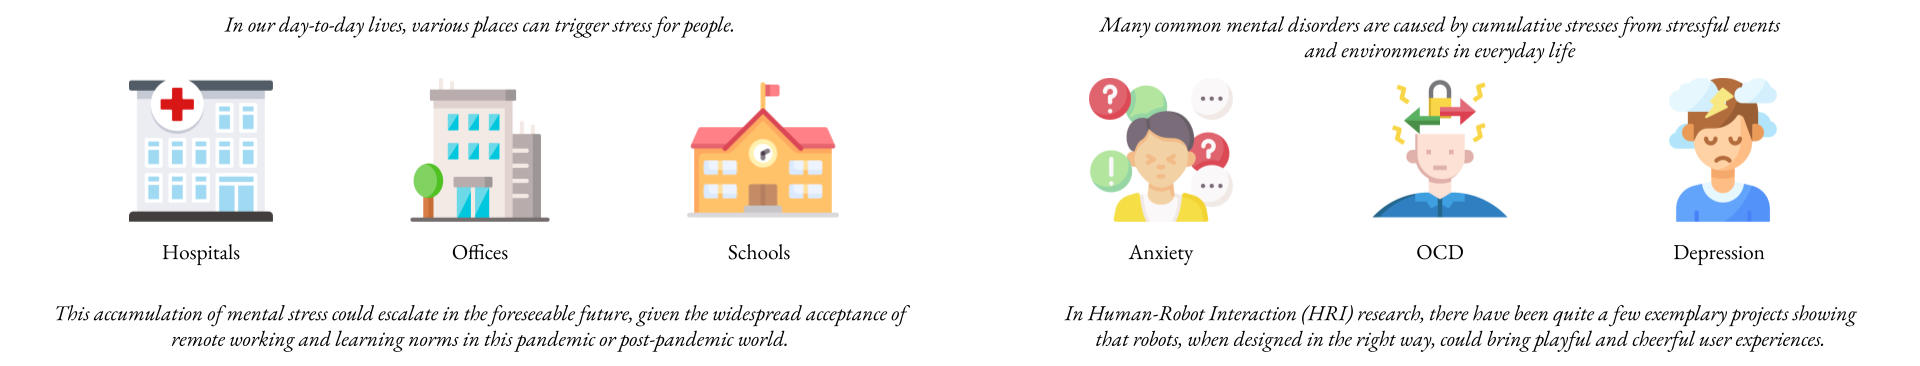 In our day-to-day lives, various places can trigger stress for people.
Hospitals
Offices
Schools
This accumulation of mental stress could escalate in the foreseeable future, given the widespread acceptance of
remote working and learning norms in this pandemic or post-pandemic world.
Many common mental disorders are caused by cumulative stresses from stressful events
and environments in everyday life
? ...
! ?
...
Anxiety
OCD
Depression
In Human-Robot Interaction (HRI) research, there have been quite a few exemplary projects showing
that robots, when designed in the right way, could bring playful and cheerful user experiences.